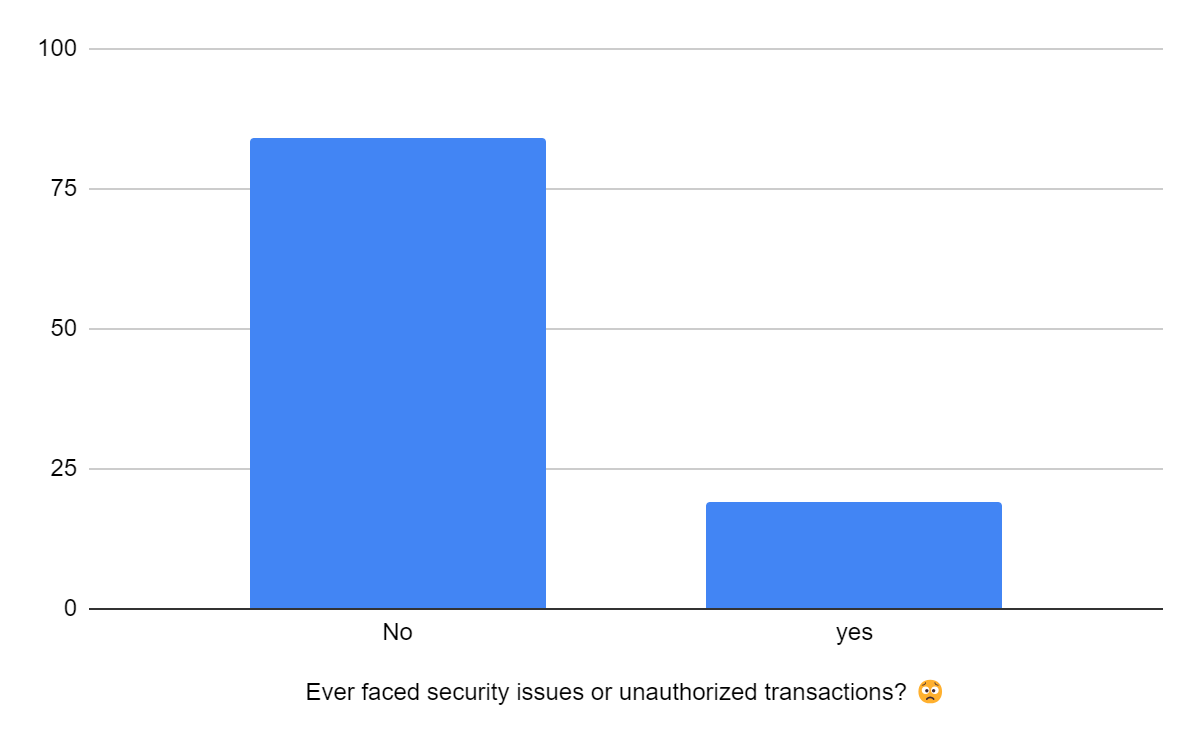 100
75
50
25
0
No yes
Ever faced security issues or unauthorized transactions? 😟